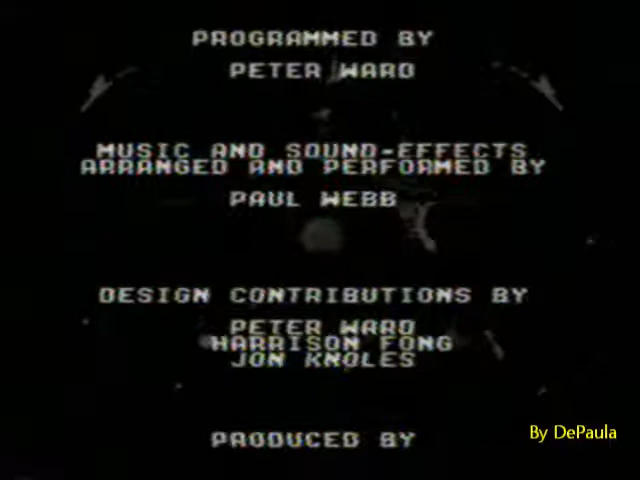 PROGRAMMED BY
PETER WARD
MUSIC AND SOUND-EFFECTS
ARRANGED AND PERFORMED BY
PAUL WEBB
DESIGN CONTRIBUTIONS BY
PETER WARD
HARRISON FONG
JON KNOLES
PRODUCED BY
By DePaula